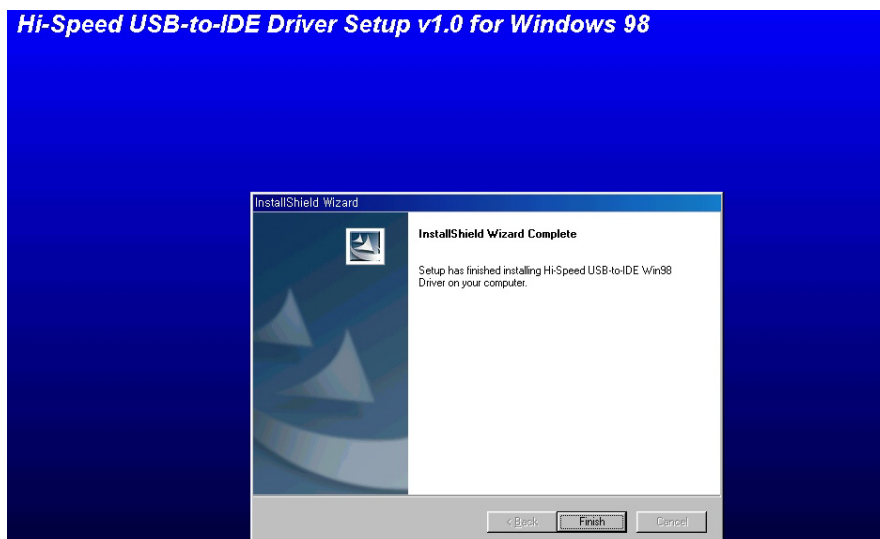 Hi-Speed USB-to-IDE Driver Setup v1.0 for Windows 98
InstallShield Wizard
InstallShield Wizard Complete
Setup has finished installing Hi-Speed USB-to-IDE Win98
Driver on your computer.
< Back Finish Cancel